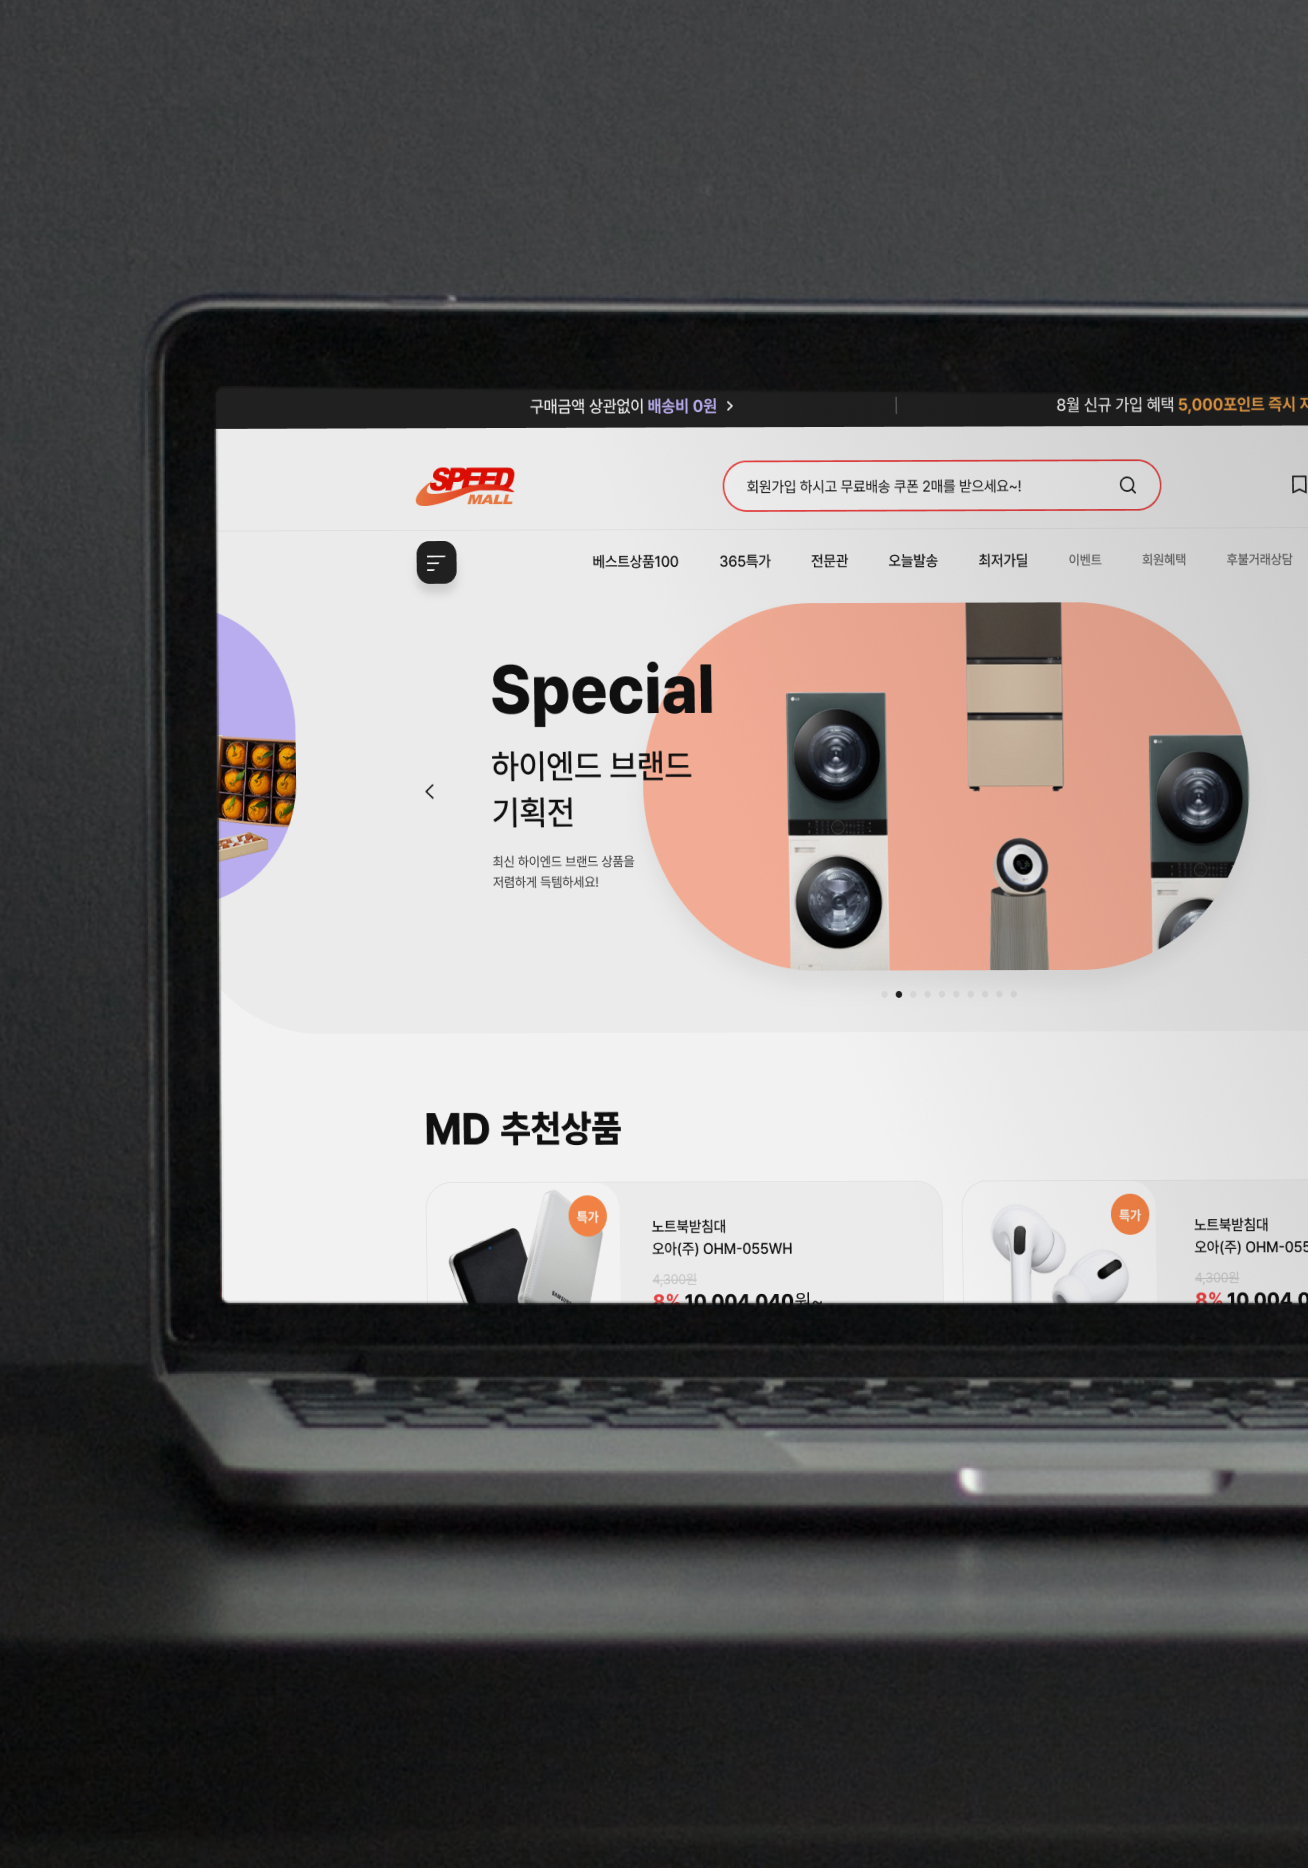 구매금액 상관없이 배송비 0원
8월 신규 가입 혜택 5,000포인트 즉시
SPEED
MALL
회원가입 하시고 무료배송 쿠폰 2매를 받으세요~!
베스트상품100 365특가 전문관 오늘발송 최저가딜 이벤트 회원혜택 후불거래상담
Special
하이엔드 브랜드
기획전
최신 하이엔드 브랜드 상품을
저렴하게 득템하세요!
MD 추천상품
특가
노트북받침대
오아(주) OHM-055WH
4,300원
8% 10,004,040원~
SAMSUNG
특가
노트북받침대
오아(주) OHM-055
4,300원
8% 10,004,0